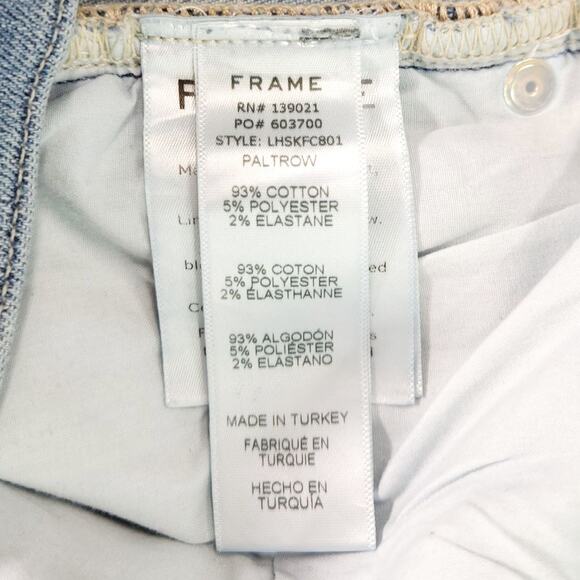 FRAME
RN# 139021
PO# 603700
STYLE: LHSKFC801
PALTROW
93% COTTON
5% POLYESTER
2% ELASTANE
93% COTON
5% POLYESTER
2% ÉLASTHANNE
93% ALGODÓN
5% POLIÉSTER
2% ELASTANO
MADE IN TURKEY
FABRIQUÉ EN
TURQUIE
HECHO EN
TURQUÍA